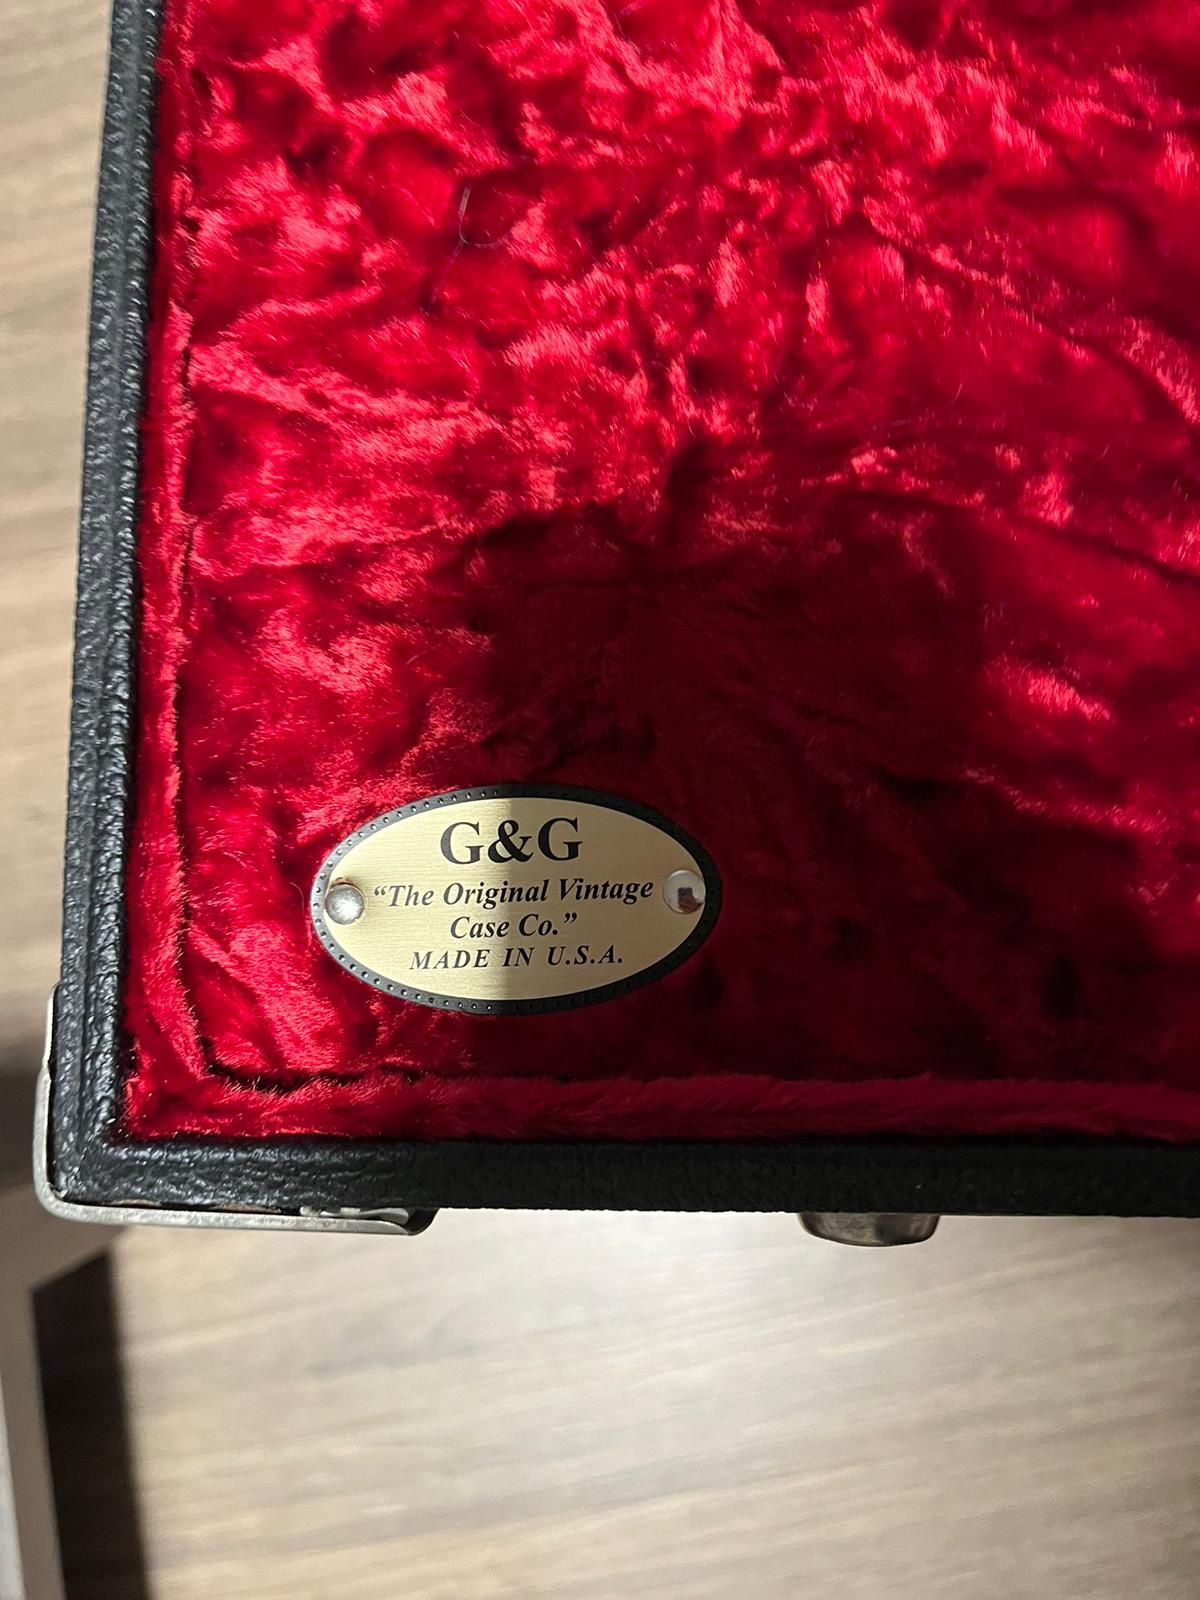 G&G
“The Original Vintage
Case Co.”
MADE IN U.S.A.